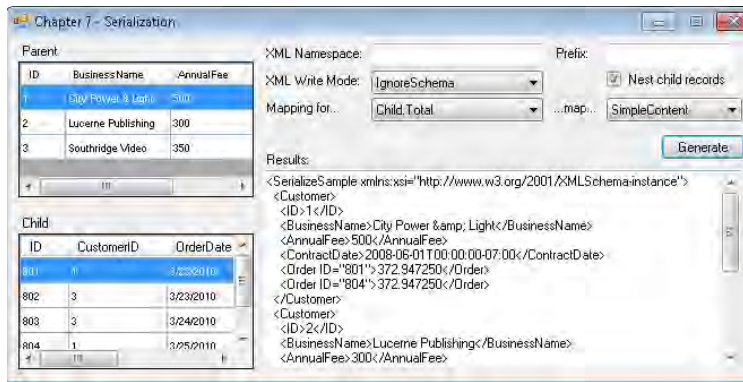 Chapter 7 - Serialization
Parent
ID BusinessName AnnualFee
1 City Power & Light 500
2 Lucerne Publishing 300
3 Southridge Video 350
Child
ID CustomerID OrderDate
801 1 3/23/2010
802 3 3/23/2010
803 3 3/24/2010
804 1 3/25/2010
XML Namespace: Prefix:
XML Write Mode: IgnoreSchema Nest child records
Mapping for... Child.Total ...map... SimpleContent
Generate
Results:
<SerializeSample xmlns:xsi="http://www.w3.org/2001/XMLSchema-instance">
<Customer>
<ID>1</ID>
<BusinessName>City Power &amp; Light</BusinessName>
<AnnualFee>500</AnnualFee>
<ContractDate>2008-06-01T00:00:00-07:00</ContractDate>
<Order ID="801">372.947250</Order>
<Order ID="804">372.947250</Order>
</Customer>
<Customer>
<ID>2</ID>
<BusinessName>Lucerne Publishing</BusinessName>
<AnnualFee>300</AnnualFee>